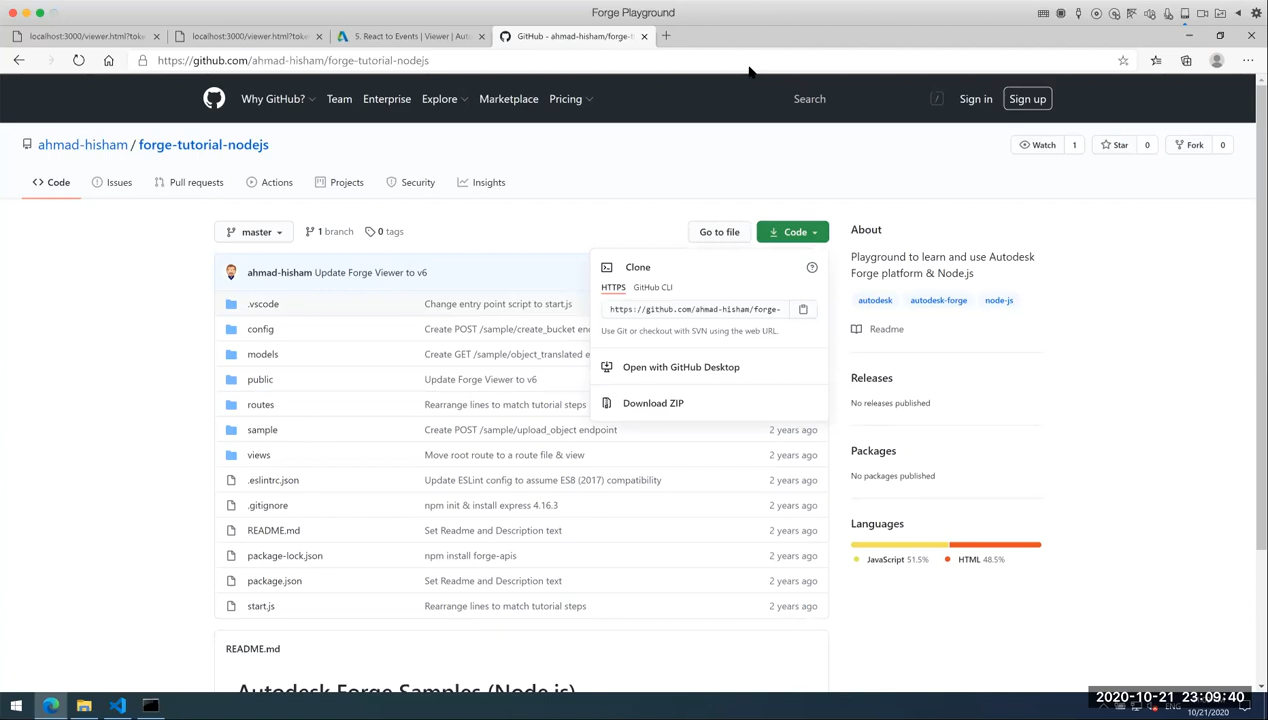 Forge Playground
localhost:3000/viewer.html?toke
localhost:3000/viewer.html?toke
5. React to Events | Viewer | Auto
GitHub - ahmad-hisham/forge-t
https://github.com/ahmad-hisham/forge-tutorial-nodejs
Why GitHub?
Team
Enterprise
Explore
Marketplace
Pricing
Search
/
Sign in
Sign up
ahmad-hisham / forge-tutorial-nodejs
Watch 1
Star 0
Fork 0
Code
Issues
Pull requests
Actions
Projects
Security
Insights
master
1 branch
0 tags
Go to file
Code
Clone
HTTPS
GitHub CLI
https://github.com/ahmad-hisham/forge-
Use Git or checkout with SVN using the web URL.
Open with GitHub Desktop
Download ZIP
ahmad-hisham Update Forge Viewer to v6
.vscode Change entry point script to start.js
config Create POST /sample/create_bucket en
models Create GET /sample/object_translated e
public Update Forge Viewer to v6
routes Rearrange lines to match tutorial steps
sample Create POST /sample/upload_object endpoint 2 years ago
views Move root route to a route file & view 2 years ago
.eslintrc.json Update ESLint config to assume ES8 (2017) compatibility 2 years ago
.gitignore npm init & install express 4.16.3 2 years ago
README.md Set Readme and Description text 2 years ago
package-lock.json npm install forge-apis 2 years ago
package.json Set Readme and Description text 2 years ago
start.js Rearrange lines to match tutorial steps 2 years ago
README.md
Autodesk Forge Samples (Node.js)
About
Playground to learn and use Autodesk
Forge platform & Node.js
autodesk
autodesk-forge
node-js
Readme
Releases
No releases published
Packages
No packages published
Languages
JavaScript 51.5%
HTML 48.5%
2020-10-21 23:09:40
ENG
10/21/2020